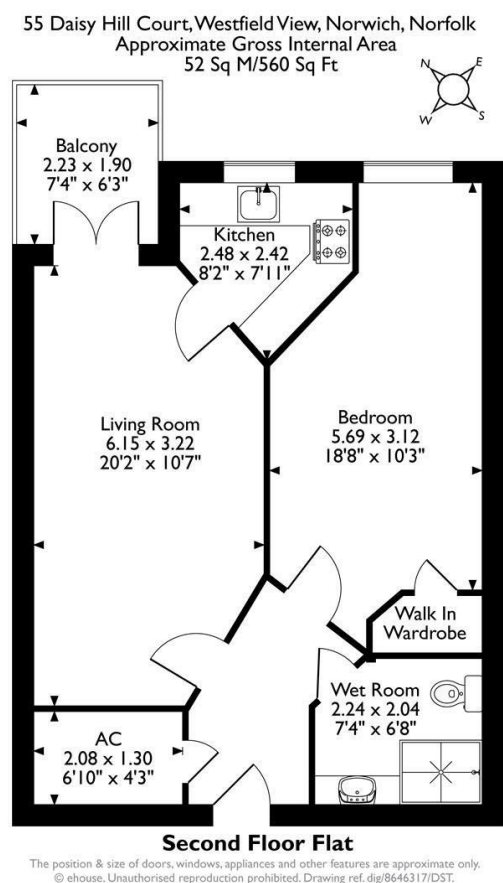 55 Daisy Hill Court, Westfield View, Norwich, Norfolk
Approximate Gross Internal Area
52 Sq M/560 Sq Ft
N
E
W
S
Balcony
2.23 x 1.90
7'4" x 6'3"
Kitchen
2.48 x 2.42
8'2" x 7'11"
Living Room
6.15 x 3.22
20'2" x 10'7"
Bedroom
5.69 x 3.12
18'8" x 10'3"
Walk In
Wardrobe
Wet Room
2.24 x 2.04
7'4" x 6'8"
AC
2.08 x 1.30
6'10" x 4'3"
Second Floor Flat
The position & size of doors, windows, appliances and other features are approximate only.
© ehouse. Unauthorised reproduction prohibited. Drawing ref. dig/8646317/DST.